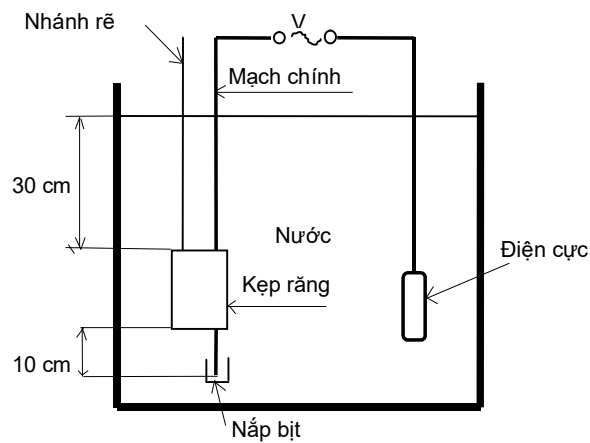 Nhánh rẽ
V
Mạch chính
30 cm
Nước
Điện cực
Kẹp răng
10 cm
Nắp bịt